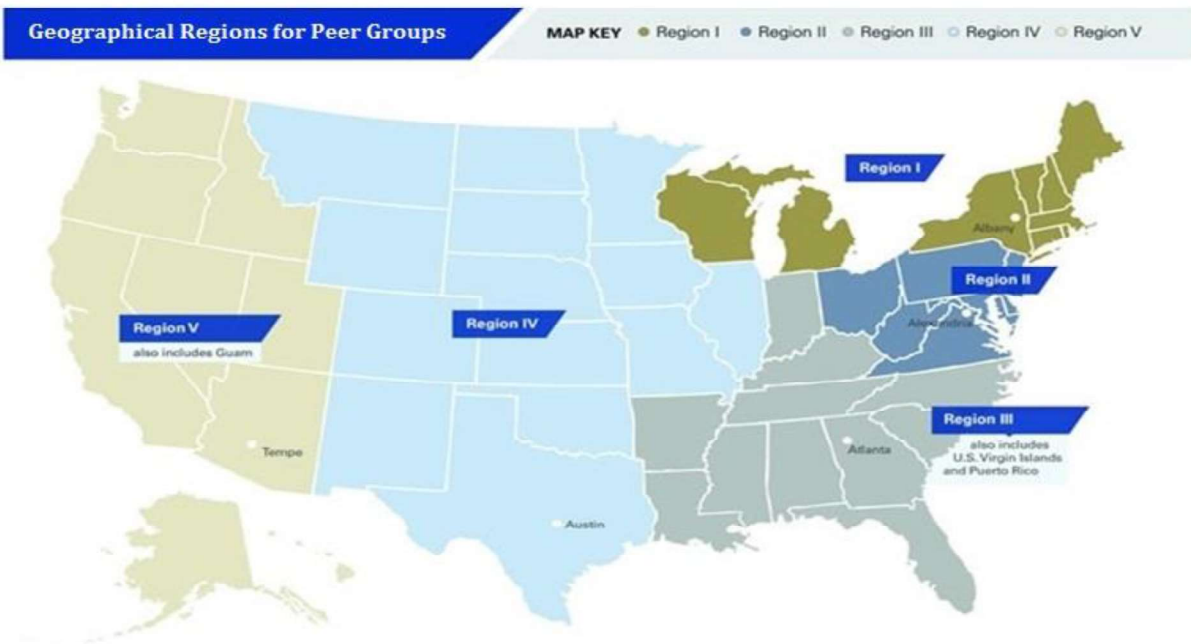 Geographical Regions for Peer Groups
MAP KEY Region I Region II Region III Region IV Region V
Region I
Albany
Region II
Alexandria
Region V
also includes Guam
Region IV
Region III
also includes
U.S. Virgin Islands
and Puerto Rico
Atlanta
Tempe
Austin